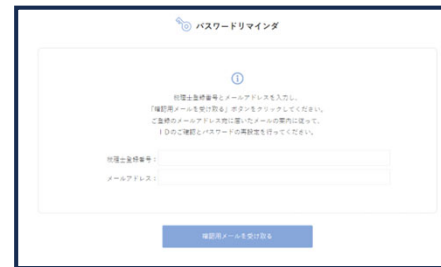 パスワードリマインダ
税理士登録番号とメールアドレスを入力し、
「確認用メールを受け取る」ボタンをクリックしてください。
ご登録のメールアドレス宛に届いたメールの案内に従って、
IDのご確認とパスワードの再設定を行ってください。
税理士登録番号：
メールアドレス：
確認用メールを受け取る